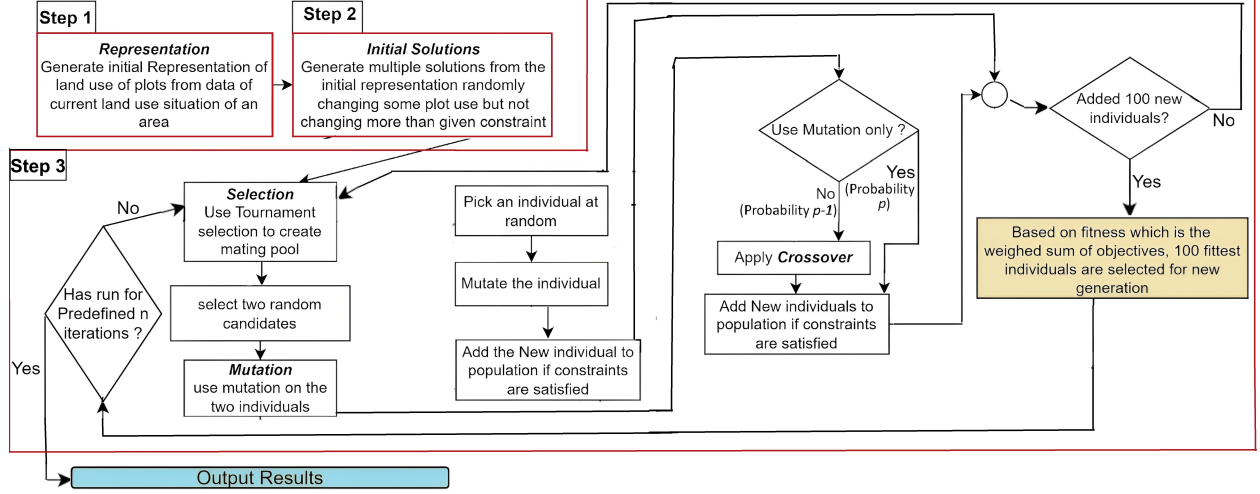 Step 1
Representation
Generate initial Representation of
land use of plots from data of
current land use situation of an
area
Step 2
Initial Solutions
Generate multiple solutions from the
initial representation randomly
changing some plot use but not
changing more than given constraint
Step 3
No
Has run for
Predefined n
iterations ?
Yes
Selection
Use Tournament
selection to create
mating pool
select two random
candidates
Mutation
use mutation on the
two individuals
Pick an individual at
random
Mutate the individual
Add the New individual to
population if constraints
are satisfied
Use Mutation only ?
No
(Probability p-1)
Yes
(Probability
p)
Apply Crossover
Add New individuals to
population if constraints
are satisfied
Added 100 new
individuals?
No
Yes
Based on fitness which is the
weighed sum of objectives, 100 fittest
individuals are selected for new
generation
Output Results